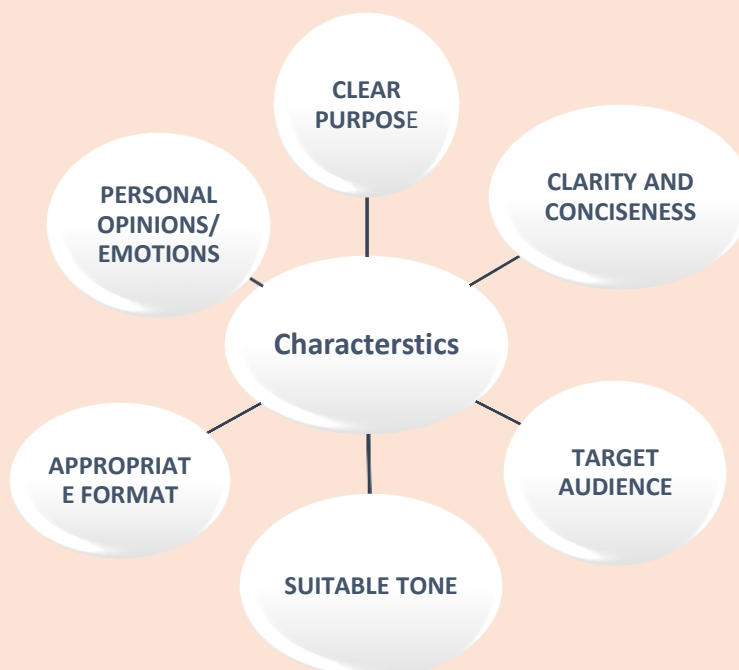 CLEAR
PURPOSE
CLARITY AND
CONCISENESS
PERSONAL
OPINIONS/
EMOTIONS
Characterstics
APPROPRIAT
E FORMAT
TARGET
AUDIENCE
SUITABLE TONE